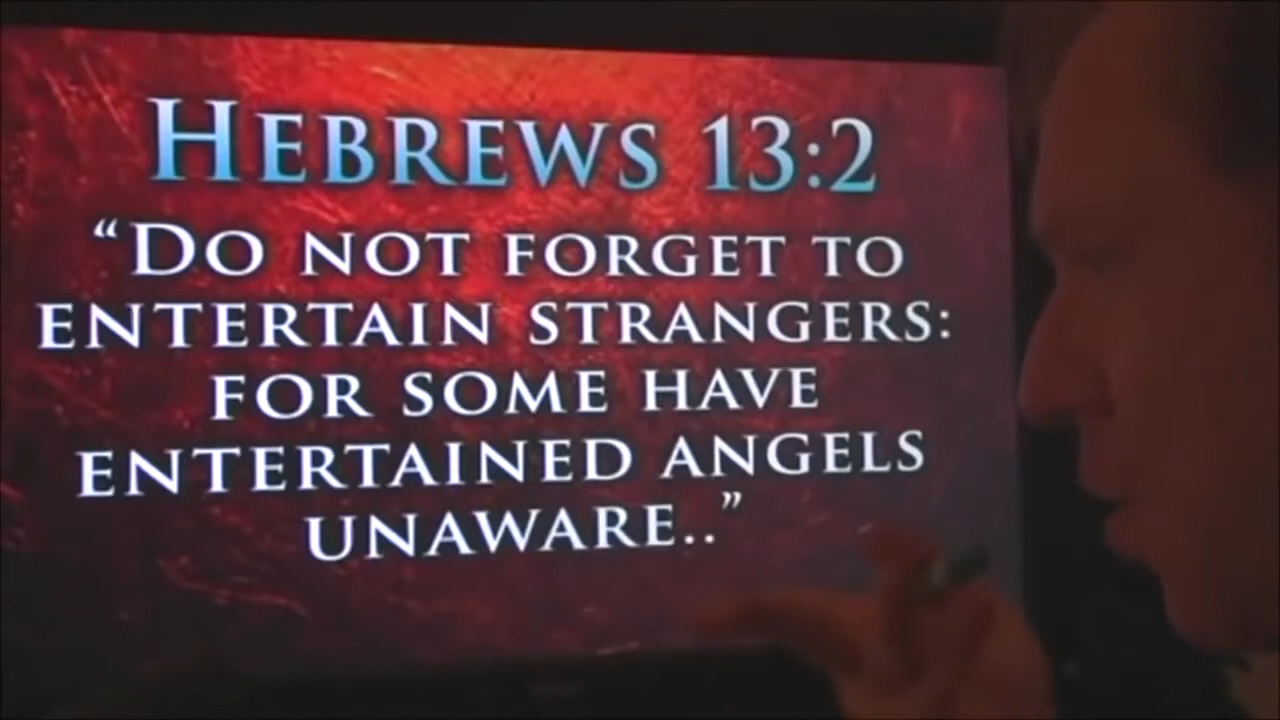 HEBREWS 13:2
“DO NOT FORGET TO
ENTERTAIN STRANGERS:
FOR SOME HAVE
ENTERTAINED ANGELS
UNAWARE..”